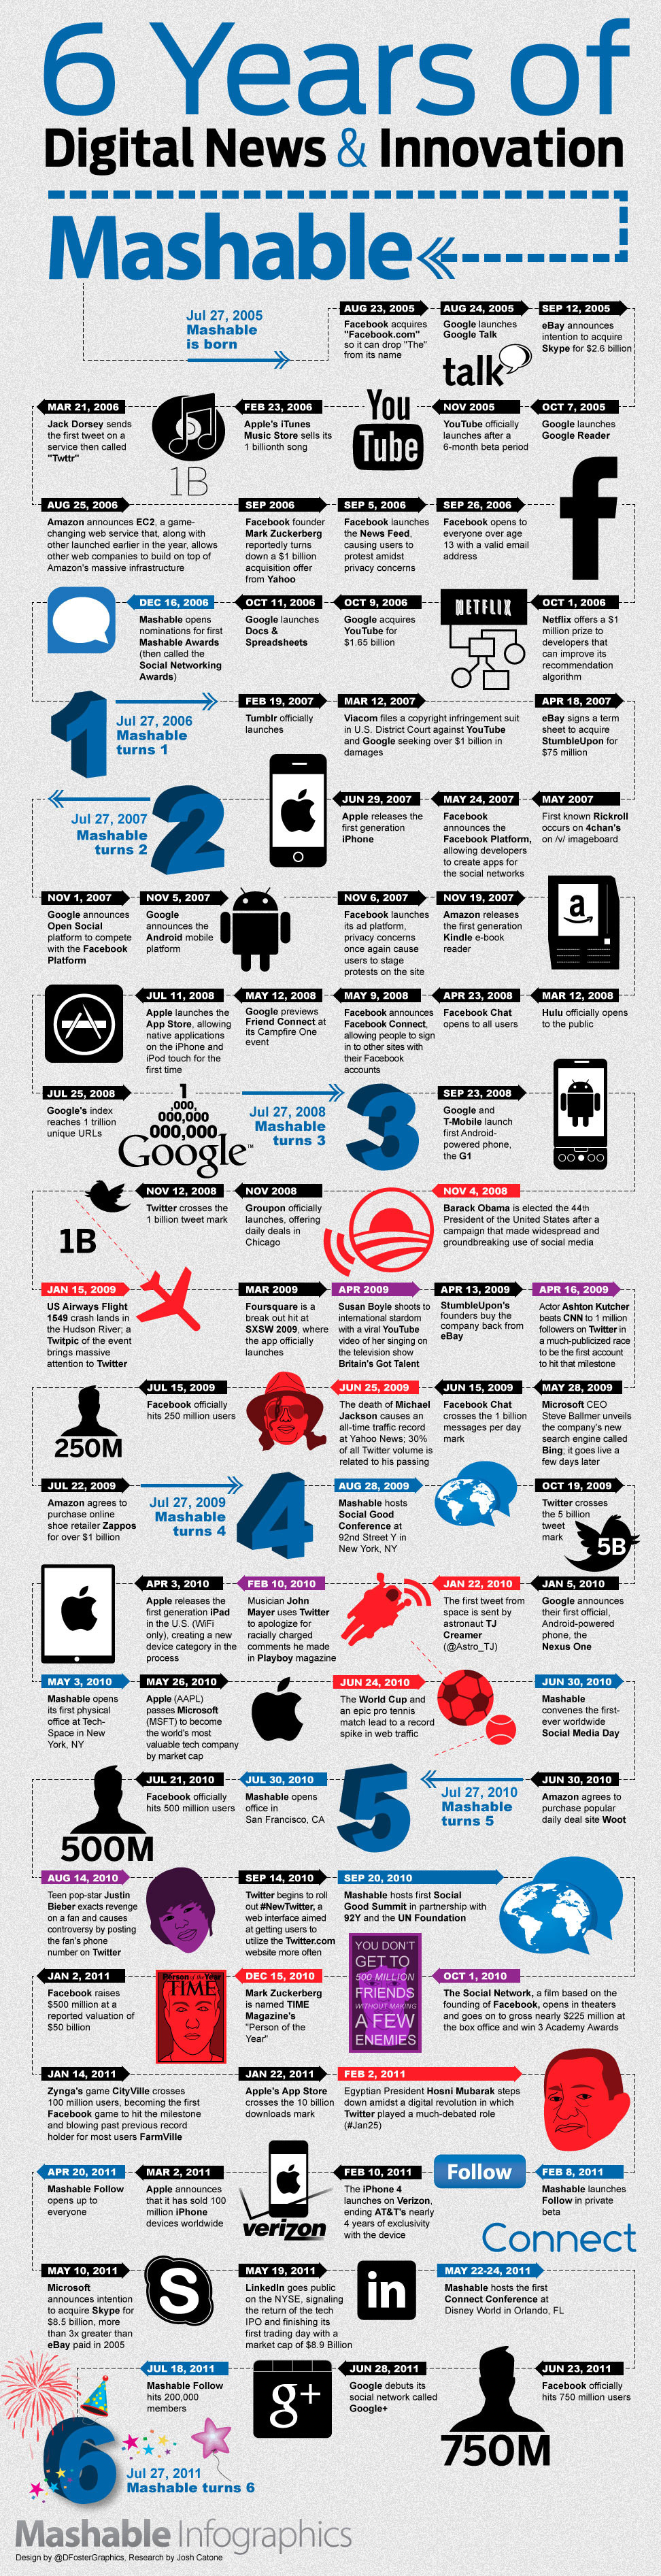 6 Years of
Digital News & Innovation
Mashable
Jul 27, 2005
Mashable
is born
AUG 23, 2005
Facebook acquires
"Facebook.com"
so it can drop "The"
from its name
AUG 24, 2005
Google launches
Google Talk
talk
SEP 12, 2005
eBay announces
intention to acquire
Skype for $2.6 billion
MAR 21, 2006
Jack Dorsey sends
the first tweet on a
service then called
"Twttr"
1B
FEB 23, 2006
Apple's iTunes
Music Store sells its
1 billionth song
You
Tube
NOV 2005
YouTube officially
launches after a
6-month beta period
OCT 7, 2005
Google launches
Google Reader
AUG 25, 2006
Amazon announces EC2, a game-
changing web service that, along with
other launched earlier in the year, allows
other web companies to build on top of
Amazon's massive infrastructure
SEP 2006
Facebook founder
Mark Zuckerberg
reportedly turns
down a $1 billion
acquisition offer
from Yahoo
SEP 5, 2006
Facebook launches
the News Feed,
causing users to
protest amidst
privacy concerns
SEP 26, 2006
Facebook opens to
everyone over age
13 with a valid email
address
f
DEC 16, 2006
Mashable opens
nominations for first
Mashable Awards
(then called the
Social Networking
Awards)
OCT 11, 2006
Google launches
Docs &
Spreadsheets
OCT 9, 2006
Google acquires
YouTube for
$1.65 billion
NETFLIX
OCT 1, 2006
Netflix offers a $1
million prize to
developers that
can improve its
recommendation
algorithm
1
Jul 27, 2006
Mashable
turns 1
FEB 19, 2007
Tumblr officially
launches
MAR 12, 2007
Viacom files a copyright infringement suit
in U.S. District Court against YouTube
and Google seeking over $1 billion in
damages
APR 18, 2007
eBay signs a term
sheet to acquire
StumbleUpon for
$75 million
Jul 27, 2007
Mashable
turns 2
2
JUN 29, 2007
Apple releases the
first generation
iPhone
MAY 24, 2007
Facebook
announces the
Facebook Platform,
allowing developers
to create apps for
the social networks
MAY 2007
First known Rickroll
occurs on 4chan's
on /v/ imageboard
NOV 1, 2007
Google announces
Open Social
platform to compete
with the Facebook
Platform
NOV 5, 2007
Google
announces the
Android mobile
platform
NOV 6, 2007
Facebook launches
its ad platform,
privacy concerns
once again cause
users to stage
protests on the site
NOV 19, 2007
Amazon releases
the first generation
Kindle e-book
reader
a
JUL 11, 2008
Apple launches the
App Store, allowing
native applications
on the iPhone and
iPod touch for the
first time
MAY 12, 2008
Google previews
Friend Connect at
its Campfire One
event
MAY 9, 2008
Facebook announces
Facebook Connect,
allowing people to sign
in to other sites with
their Facebook
accounts
APR 23, 2008
Facebook Chat
opens to all users
MAR 12, 2008
Hulu officially opens
to the public
JUL 25, 2008
Google's index
reaches 1 trillion
unique URLs
1
,000,
000,000
000,000
Google™
Jul 27, 2008
Mashable
turns 3
3
SEP 23, 2008
Google and
T-Mobile launch
first Android-
powered phone,
the G1
1B
NOV 12, 2008
Twitter crosses the
1 billion tweet mark
NOV 2008
Groupon officially
launches, offering
daily deals in
Chicago
NOV 4, 2008
Barack Obama is elected the 44th
President of the United States after a
campaign that made widespread and
groundbreaking use of social media
JAN 15, 2009
US Airways Flight
1549 crash lands in
the Hudson River; a
Twitpic of the event
brings massive
attention to Twitter
MAR 2009
Foursquare is a
break out hit at
SXSW 2009, where
the app officially
launches
APR 2009
Susan Boyle shoots to
international stardom
with a viral YouTube
video of her singing on
the television show
Britain's Got Talent
APR 13, 2009
StumbleUpon's
founders buy the
company back from
eBay
APR 16, 2009
Actor Ashton Kutcher
beats CNN to 1 million
followers on Twitter in
a much-publicized race
to be the first account
to hit that milestone
250M
JUL 15, 2009
Facebook officially
hits 250 million users
JUN 25, 2009
The death of Michael
Jackson causes an
all-time traffic record
at Yahoo News; 30%
of all Twitter volume is
related to his passing
JUN 15, 2009
Facebook Chat
crosses the 1 billion
messages per day
mark
MAY 28, 2009
Microsoft CEO
Steve Ballmer unveils
the company's new
search engine called
Bing; it goes live a
few days later
JUL 22, 2009
Amazon agrees to
purchase online
shoe retailer Zappos
for over $1 billion
Jul 27, 2009
Mashable
turns 4
4
AUG 28, 2009
Mashable hosts
Social Good
Conference at
92nd Street Y in
New York, NY
OCT 19, 2009
Twitter crosses
the 5 billion
tweet
mark
5B
APR 3, 2010
Apple releases the
first generation iPad
in the U.S. (WiFi
only), creating a new
device category in the
process
FEB 10, 2010
Musician John
Mayer uses Twitter
to apologize for
racially charged
comments he made
in Playboy magazine
JAN 22, 2010
The first tweet from
space is sent by
astronaut TJ
Creamer
(@Astro_TJ)
JAN 5, 2010
Google announces
their first official,
Android-powered
phone, the
Nexus One
MAY 3, 2010
Mashable opens
its first physical
office at Tech-
Space in New
York, NY
MAY 26, 2010
Apple (AAPL)
passes Microsoft
(MSFT) to become
the world's most
valuable tech company
by market cap
JUN 24, 2010
The World Cup and
an epic pro tennis
match lead to a record
spike in web traffic
JUN 30, 2010
Mashable
convenes the first-
ever worldwide
Social Media Day
500M
JUL 21, 2010
Facebook officially
hits 500 million users
JUL 30, 2010
Mashable opens
office in
San Francisco, CA
5
Jul 27, 2010
Mashable
turns 5
JUN 30, 2010
Amazon agrees to
purchase popular
daily deal site Woot
AUG 14, 2010
Teen pop-star Justin
Bieber exacts revenge
on a fan and causes
controversy by posting
the fan's phone
number on Twitter
SEP 14, 2010
Twitter begins to roll
out #NewTwitter, a
web interface aimed
at getting users to
utilize the Twitter.com
website more often
SEP 20, 2010
Mashable hosts first Social
Good Summit in partnership with
92Y and the UN Foundation
JAN 2, 2011
Facebook raises
$500 million at a
reported valuation of
$50 billion
Person of the Year
TIME
DEC 15, 2010
Mark Zuckerberg
is named TIME
Magazine's
"Person of the
Year"
YOU DON'T
GET TO
500 MILLION
FRIENDS
WITHOUT MAKING
A FEW
ENEMIES
OCT 1, 2010
The Social Network, a film based on the
founding of Facebook, opens in theaters
and goes on to gross nearly $225 million at
the box office and win 3 Academy Awards
JAN 14, 2011
Zynga's game CityVille crosses
100 million users, becoming the first
Facebook game to hit the milestone
and blowing past previous record
holder for most users FarmVille
JAN 22, 2011
Apple's App Store
crosses the 10 billion
downloads mark
FEB 2, 2011
Egyptian President Hosni Mubarak steps
down amidst a digital revolution in which
Twitter played a much-debated role
(#Jan25)
APR 20, 2011
Mashable Follow
opens up to
everyone
MAR 2, 2011
Apple announces
that it has sold 100
million iPhone
devices worldwide
verizon
FEB 10, 2011
The iPhone 4
launches on Verizon,
ending AT&T's nearly
4 years of exclusivity
with the device
Follow
FEB 8, 2011
Mashable launches
Follow in private
beta
Connect
MAY 10, 2011
Microsoft
announces intention
to acquire Skype for
$8.5 billion, more
than 3x greater than
eBay paid in 2005
S
MAY 19, 2011
LinkedIn goes public
on the NYSE, signaling
the return of the tech
IPO and finishing its
first trading day with a
market cap of $8.9 Billion
in
MAY 22-24, 2011
Mashable hosts the first
Connect Conference at
Disney World in Orlando, FL
JUL 18, 2011
Mashable Follow
hits 200,000
members
g+
JUN 28, 2011
Google debuts its
social network called
Google+
750M
JUN 23, 2011
Facebook officially
hits 750 million users
6
Jul 27, 2011
Mashable turns 6
Mashable Infographics
Design by @DFosterGraphics, Research by Josh Catone